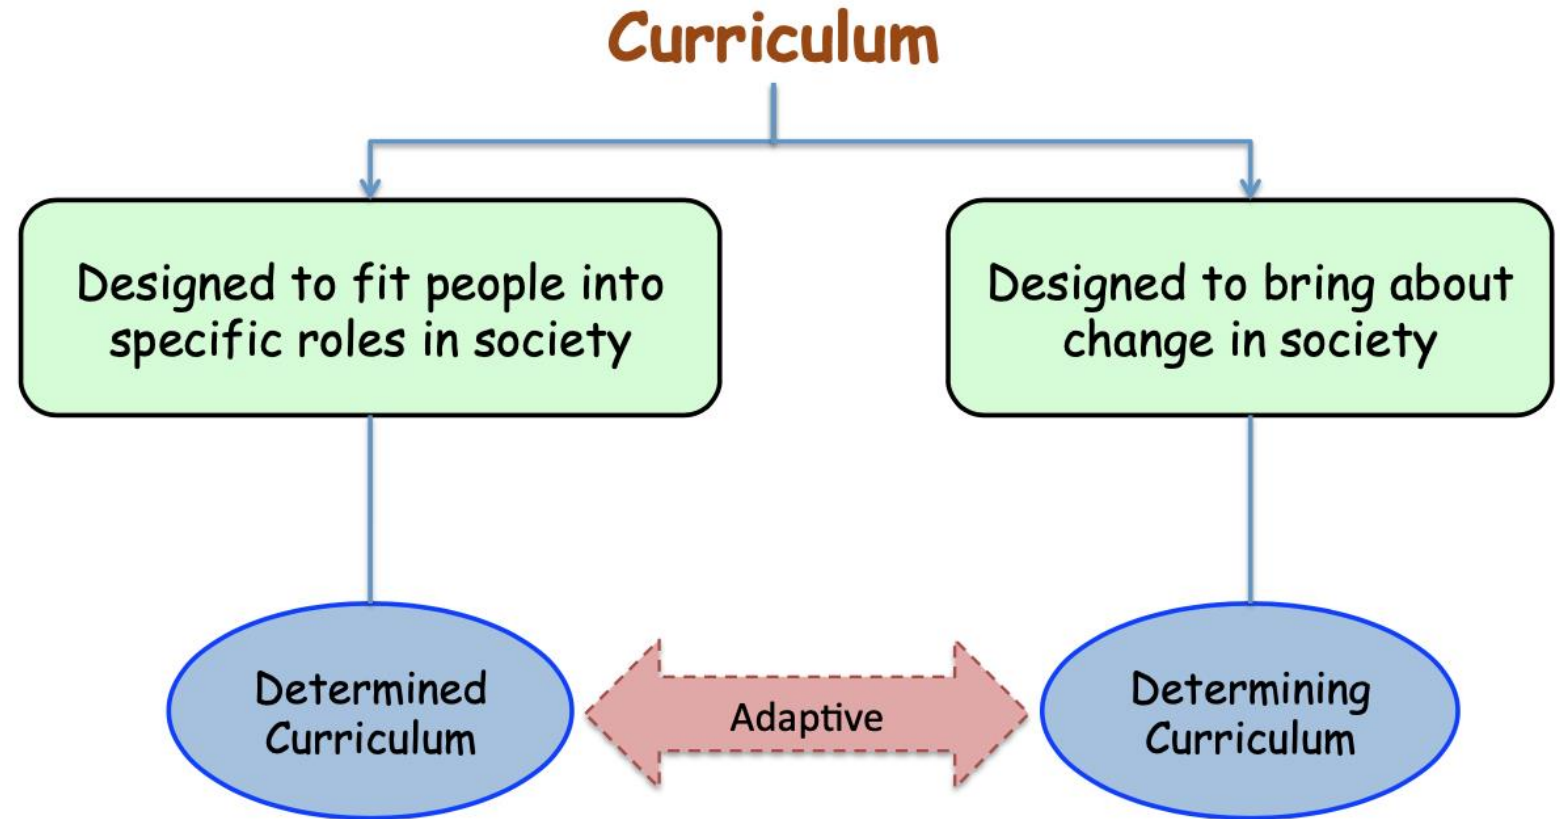 Curriculum
Designed to fit people into
specific roles in society
Designed to bring about
change in society
Determined
Curriculum
Adaptive
Determining
Curriculum